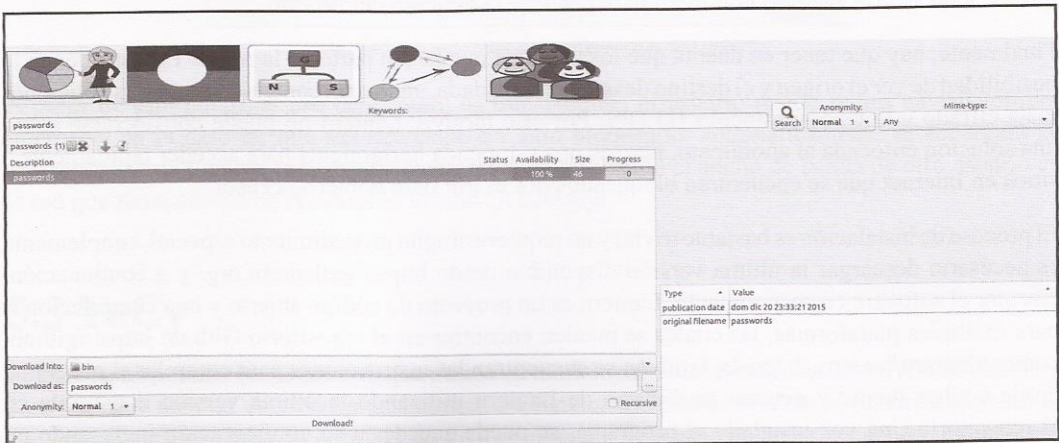 G
N S
Keywords:
passwords
Search
Anonymity:
Normal 1
Mime-type:
Any
passwords (1)
Description Status Availability Size Progress
passwords 100 % 46 0
Type Value
publication date dom dic 20 23:33:21 2015
original filename passwords
Download into: bin
Download as: passwords ...
Anonymity: Normal 1
Recursive
Download!